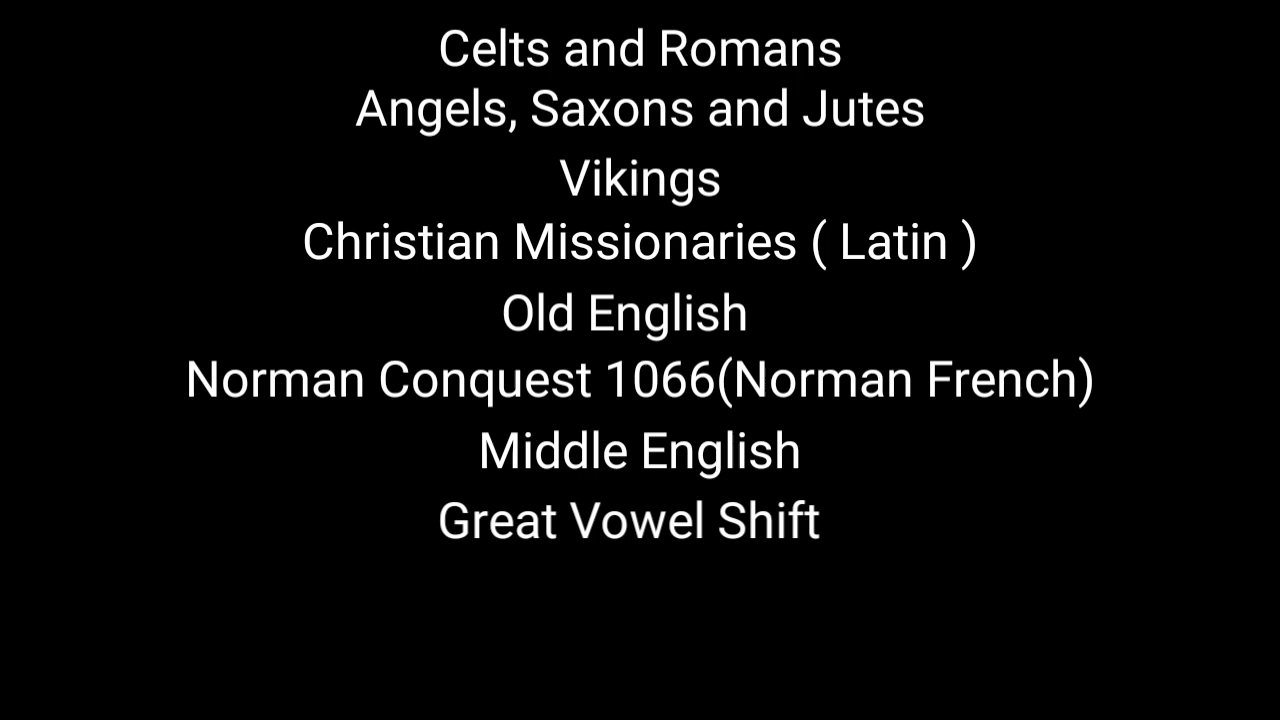 Celts and Romans
Angels, Saxons and Jutes
Vikings
Christian Missionaries ( Latin )
Old English
Norman Conquest 1066(Norman French)
Middle English
Great Vowel Shift